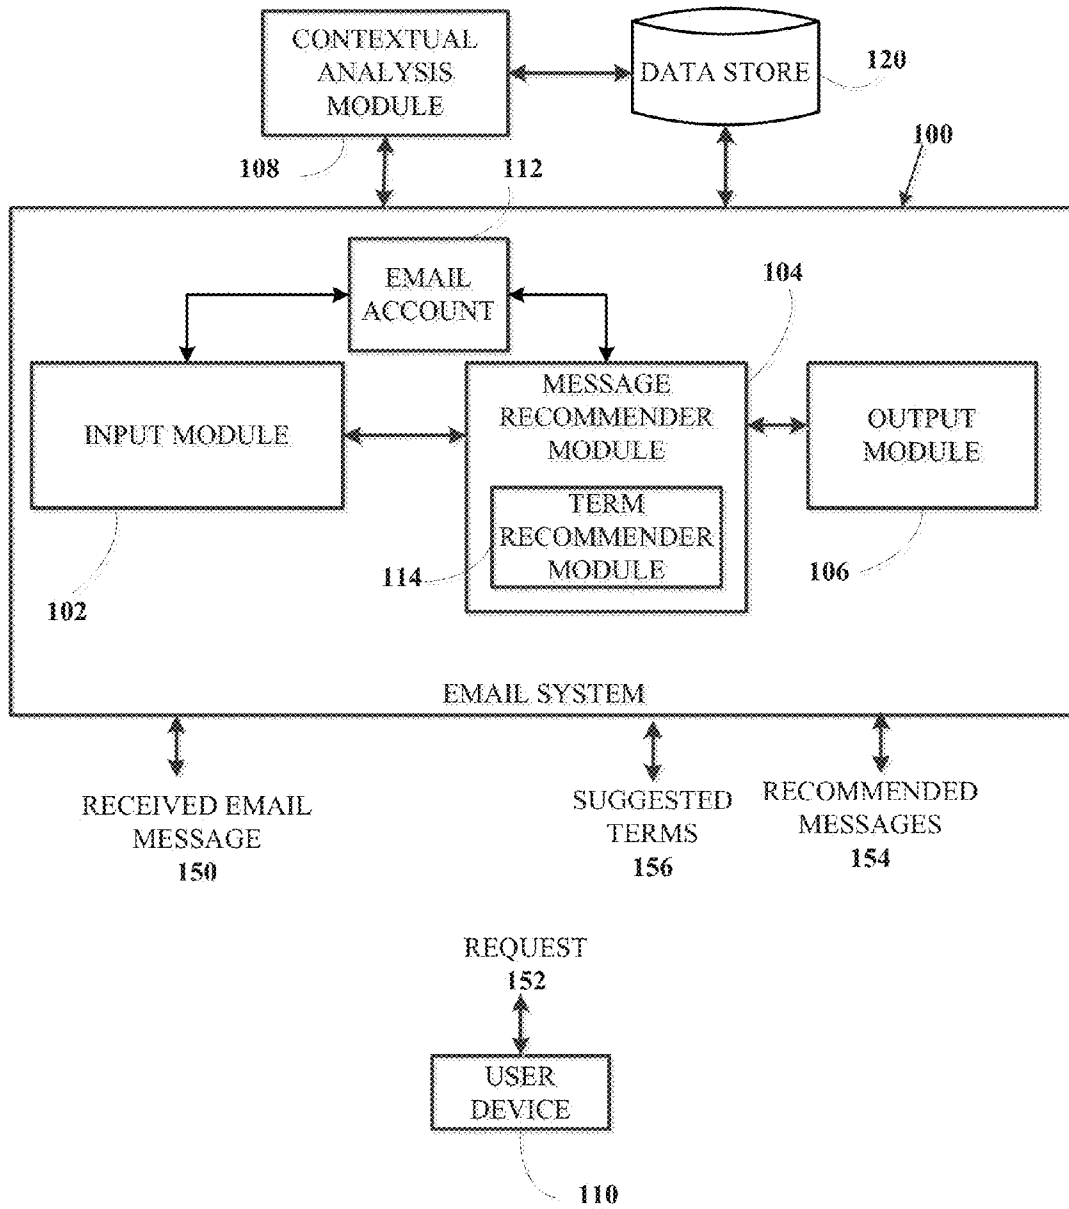 CONTEXTUAL
ANALYSIS
MODULE
DATA STORE
120
108
112
100
EMAIL
ACCOUNT
104
INPUT MODULE
MESSAGE
RECOMMENDER
MODULE
OUTPUT
MODULE
TERM
RECOMMENDER
MODULE
114
102
106
EMAIL SYSTEM
RECEIVED EMAIL
MESSAGE
150
SUGGESTED
TERMS
156
RECOMMENDED
MESSAGES
154
REQUEST
152
USER
DEVICE
110